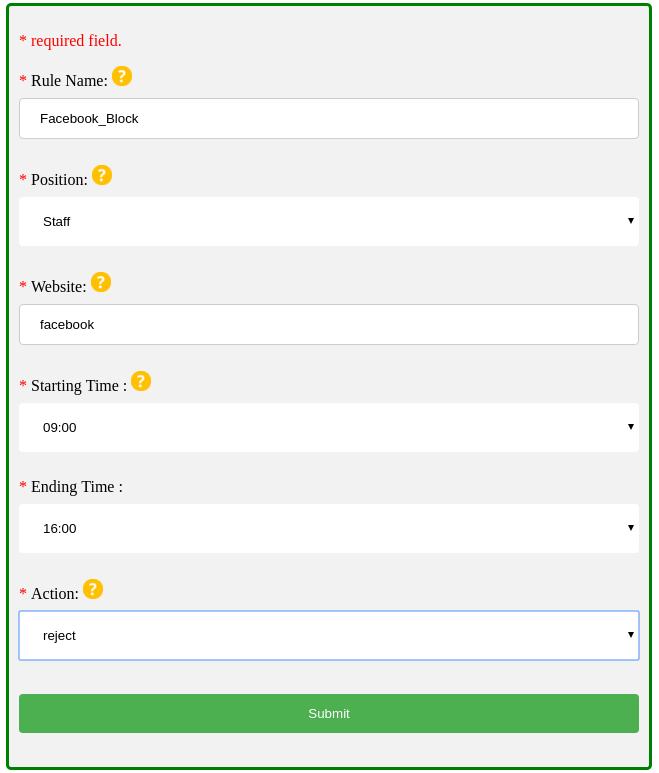 * required field.
* Rule Name: ?
Facebook_Block
* Position: ?
Staff
* Website: ?
facebook
* Starting Time : ?
09:00
* Ending Time :
16:00
* Action: ?
reject
Submit